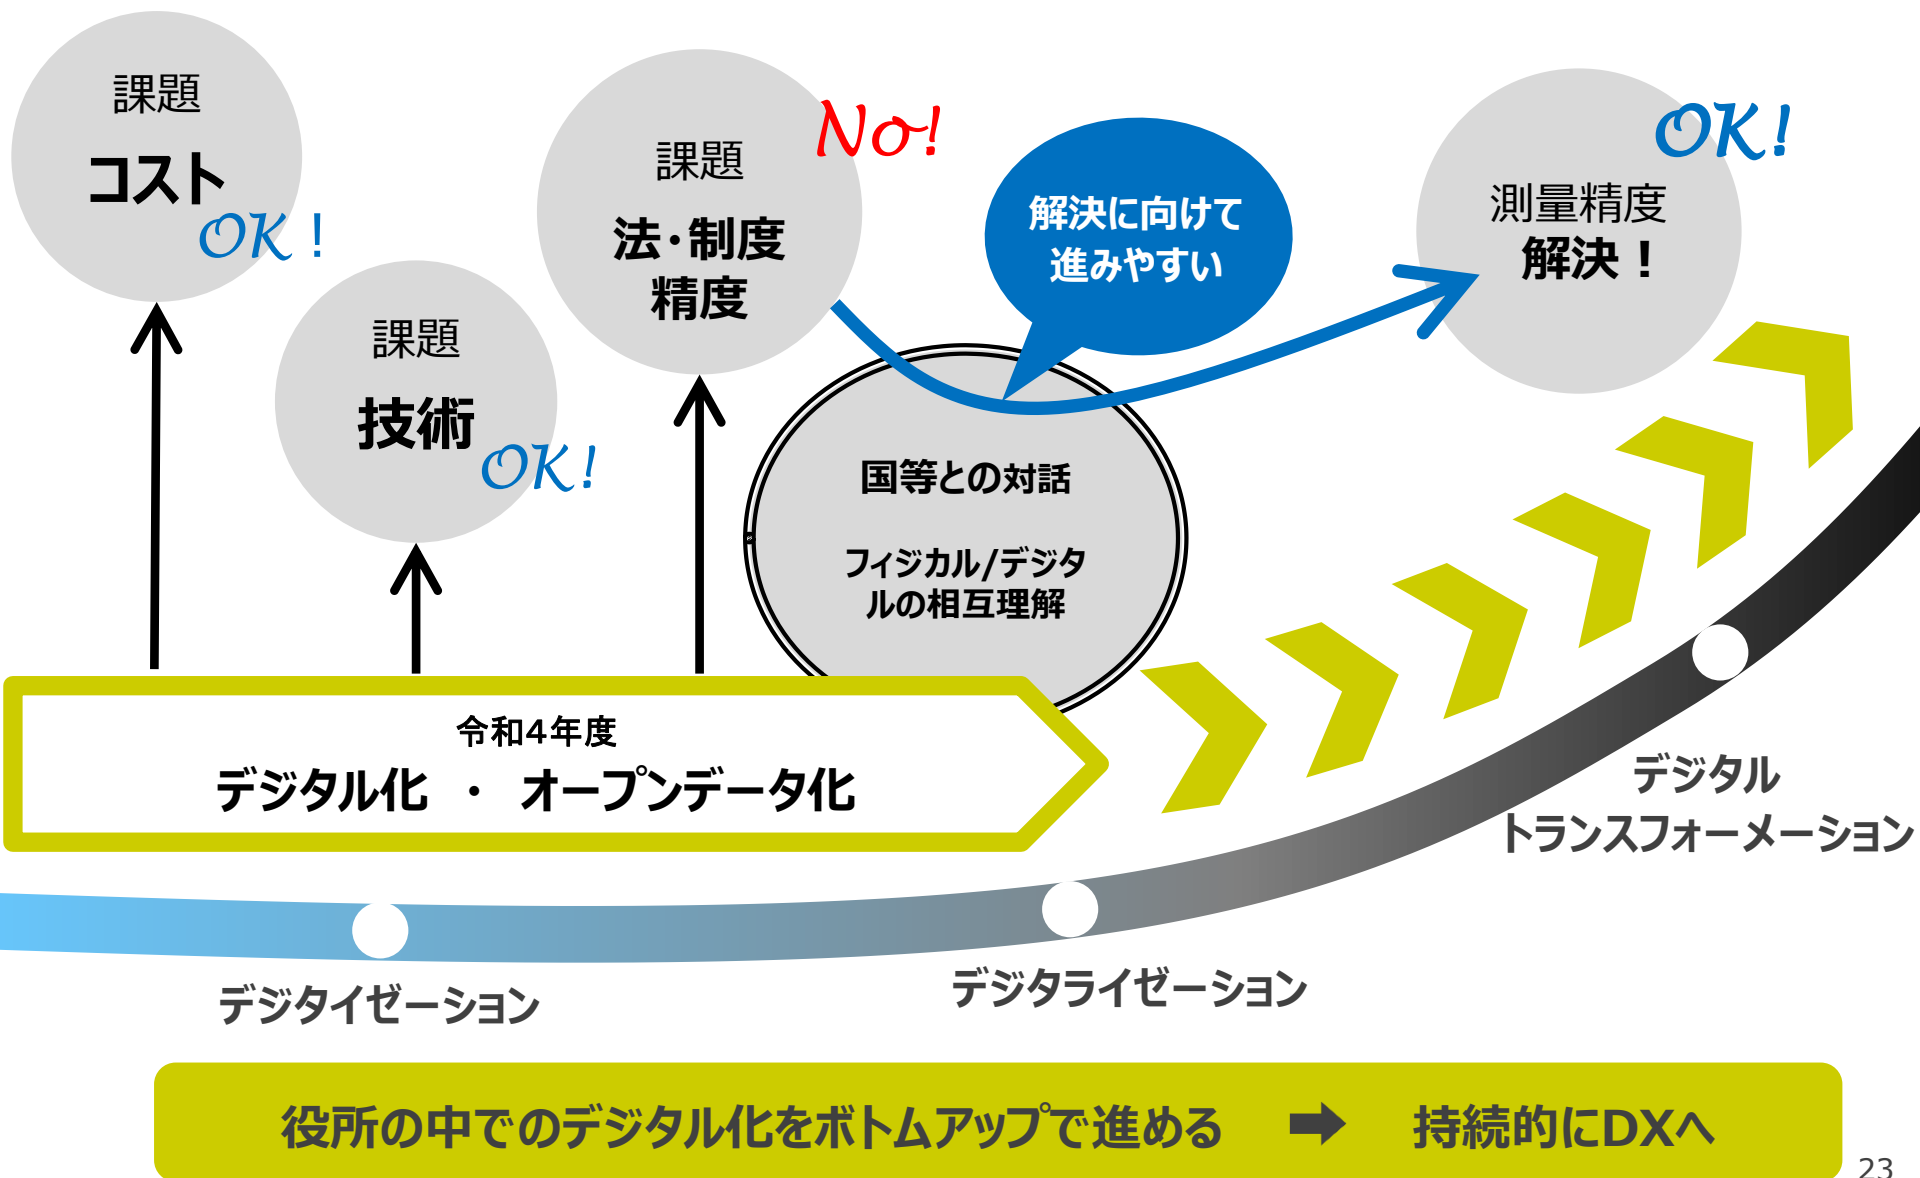 課題
コスト
OK！
課題
技術
OK!
課題
法・制度
精度
No!
解決に向けて
進みやすい
OK!
測量精度
解決！
国等との対話
フィジカル/デジタ
ルの相互理解
令和4年度
デジタル化 ・ オープンデータ化
デジタイゼーション
デジタライゼーション
デジタル
トランスフォーメーション
役所の中でのデジタル化をボトムアップで進める ➡ 持続的にDXへ
23